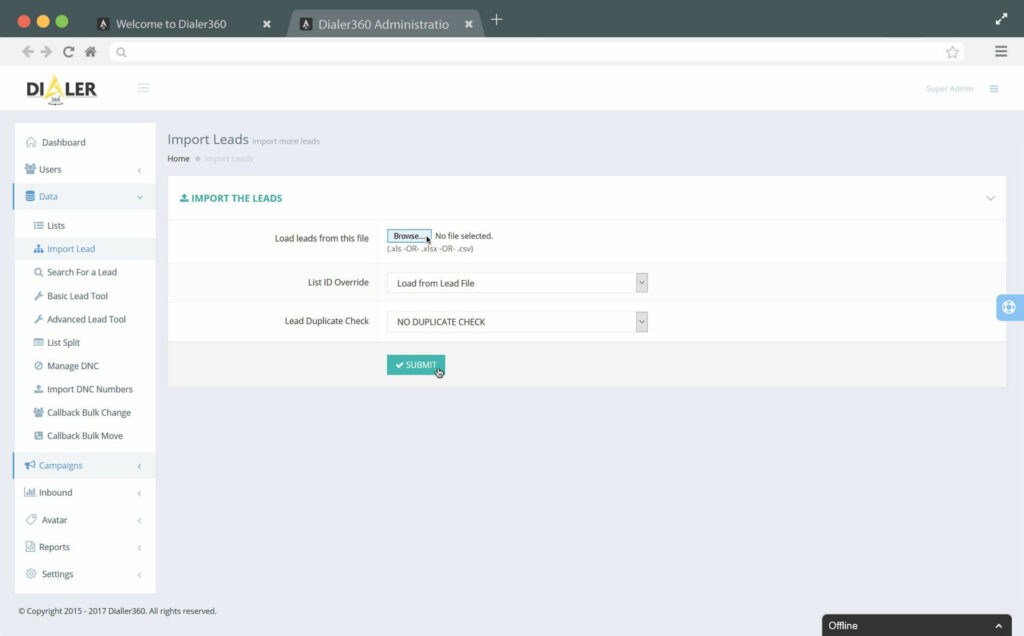 Welcome to Dialer360
Dialer360 Administratio
DIALER
360
Super Admin
Dashboard
Users
Data
Lists
Import Lead
Search For a Lead
Basic Lead Tool
Advanced Lead Tool
List Split
Manage DNC
Import DNC Numbers
Callback Bulk Change
Callback Bulk Move
Campaigns
Inbound
Avatar
Reports
Settings
Import Leads import more leads
Home Import Leads
IMPORT THE LEADS
Load leads from this file
Browse... No file selected.
(.xls -OR- .xlsx -OR- .csv)
List ID Override
Load from Lead File
Lead Duplicate Check
NO DUPLICATE CHECK
SUBMIT
© Copyright 2015 - 2017 Dialler360. All rights reserved.
Offline